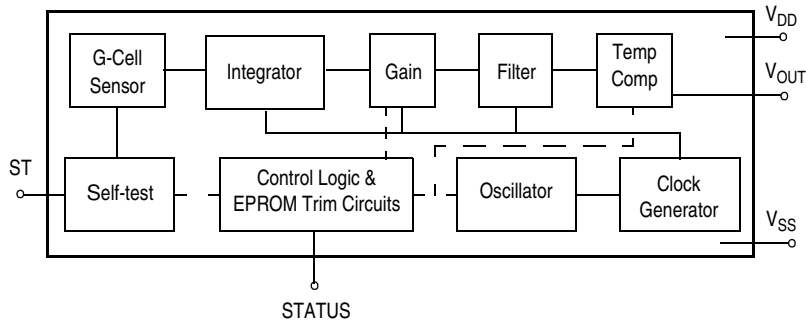 G-Cell
Sensor
Integrator
Gain
Filter
Temp
Comp
VDD
VOUT
ST
Self-test
Control Logic &
EPROM Trim Circuits
Oscillator
Clock
Generator
VSS
STATUS